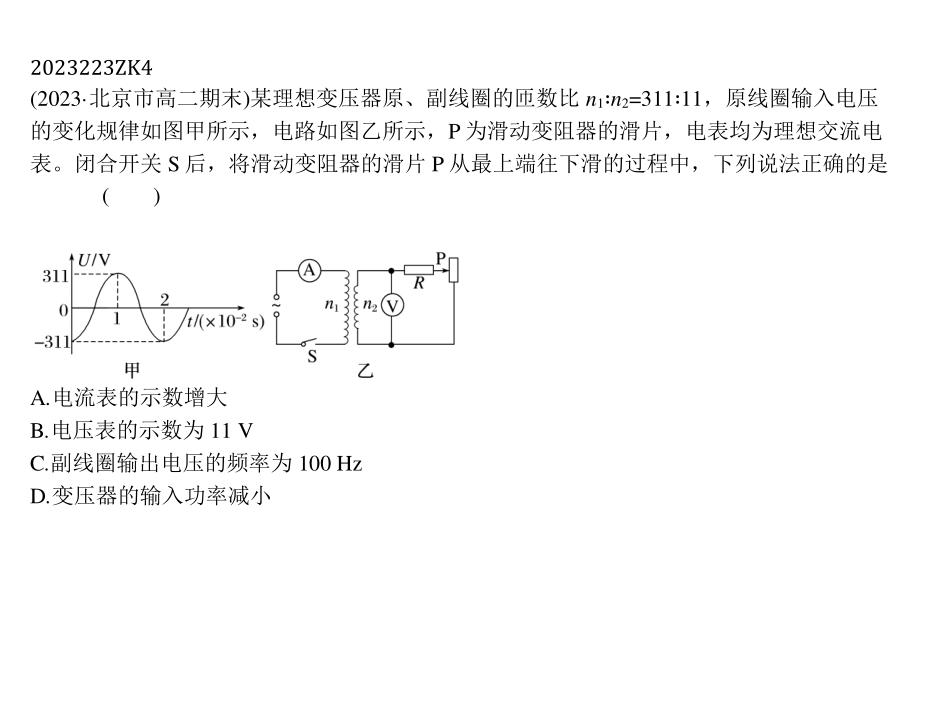 2023223ZK4
(2023·北京市高二期末)某理想变压器原、副线圈的匝数比 n₁∶n₂=311∶11，原线圈输入电压
的变化规律如图甲所示，电路如图乙所示，P 为滑动变阻器的滑片，电表均为理想交流电
表。闭合开关 S 后，将滑动变阻器的滑片 P 从最上端往下滑的过程中，下列说法正确的是
(　　)
U/V
311
0
1
2
t/(×10⁻² s)
−311
甲
A
n₁
n₂
V
R
P
~
S
乙
A.电流表的示数增大
B.电压表的示数为 11 V
C.副线圈输出电压的频率为 100 Hz
D.变压器的输入功率减小